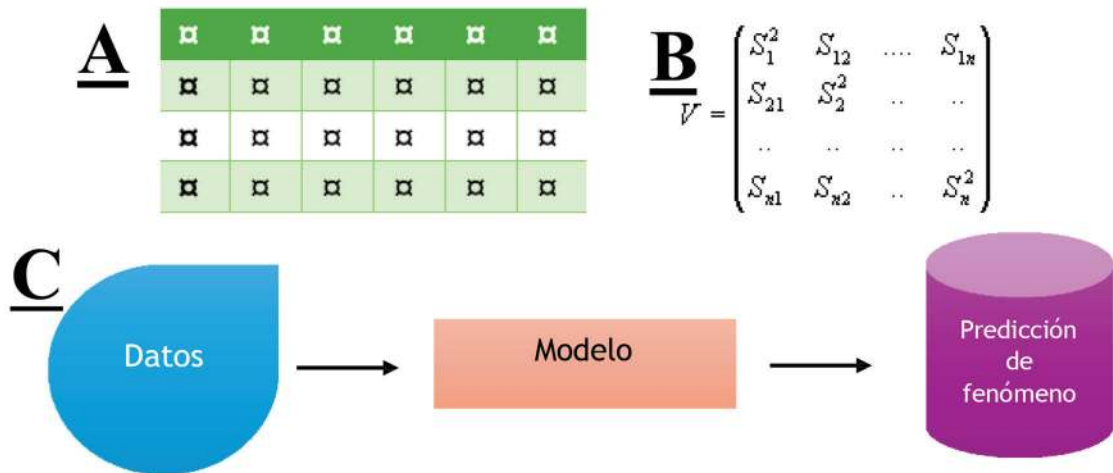 A
¤ ¤ ¤ ¤ ¤ ¤
¤ ¤ ¤ ¤ ¤ ¤
¤ ¤ ¤ ¤ ¤ ¤
¤ ¤ ¤ ¤ ¤ ¤
B
V =
S₁² S₁₂ .... S₁ₙ
S₂₁ S₂² .. ..
.. .. .. ..
Sₙ₁ Sₙ₂ .. Sₙ²
C
Datos
Modelo
Predicción
de
fenómeno